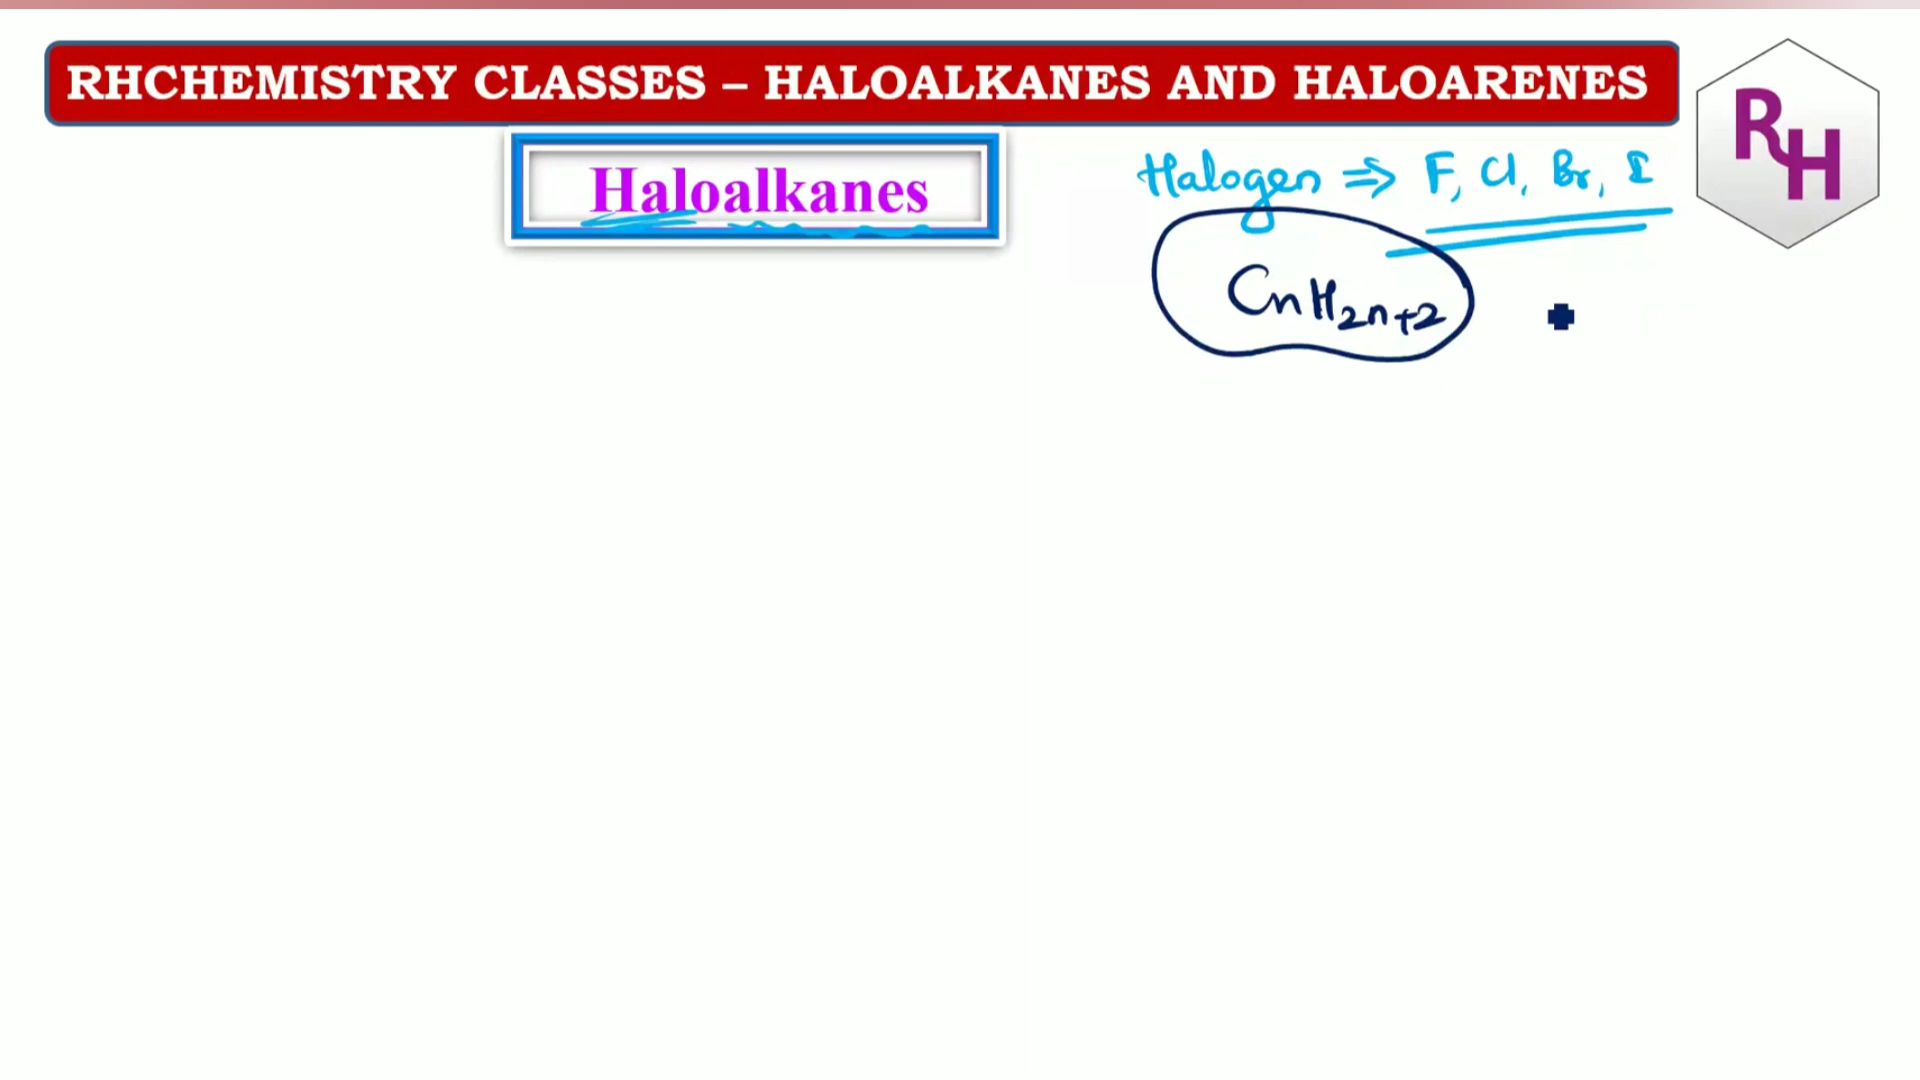 RHCHEMISTRY CLASSES – HALOALKANES AND HALOARENES
RH
Haloalkanes
Halogen ⇒ F, Cl, Br, I
CnH2n+2